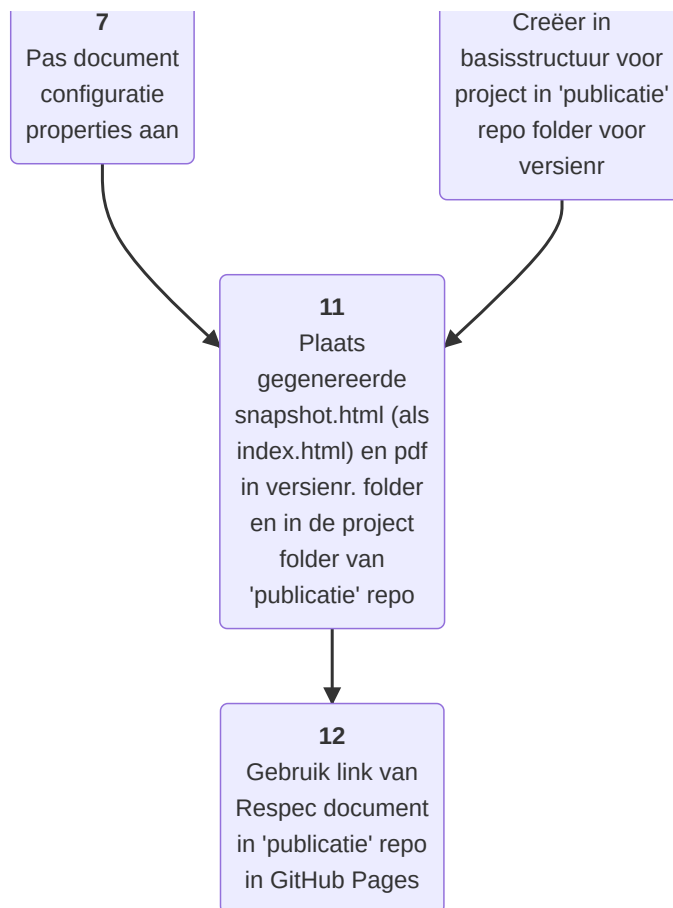 7
Pas document
configuratie
properties aan
Creëer in
basisstructuur voor
project in 'publicatie'
repo folder voor
versienr
11
Plaats
gegenereerde
snapshot.html (als
index.html) en pdf
in versienr. folder
en in de project
folder van
'publicatie' repo
12
Gebruik link van
Respec document
in 'publicatie' repo
in GitHub Pages